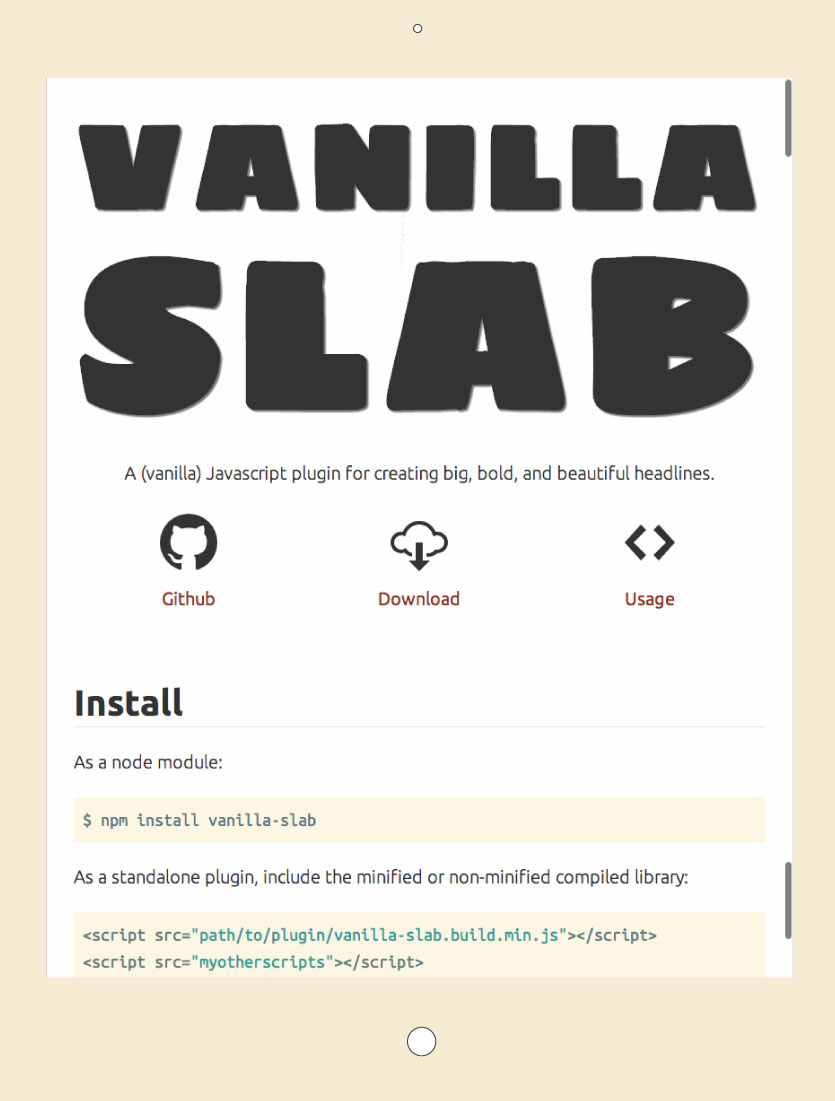 VANILLA
SLAB
A (vanilla) Javascript plugin for creating big, bold, and beautiful headlines.
Github
Download
Usage
Install
As a node module:
$ npm install vanilla-slab
As a standalone plugin, include the minified or non-minified compiled library:
<script src="path/to/plugin/vanilla-slab.build.min.js"></script>
<script src="myotherscripts"></script>